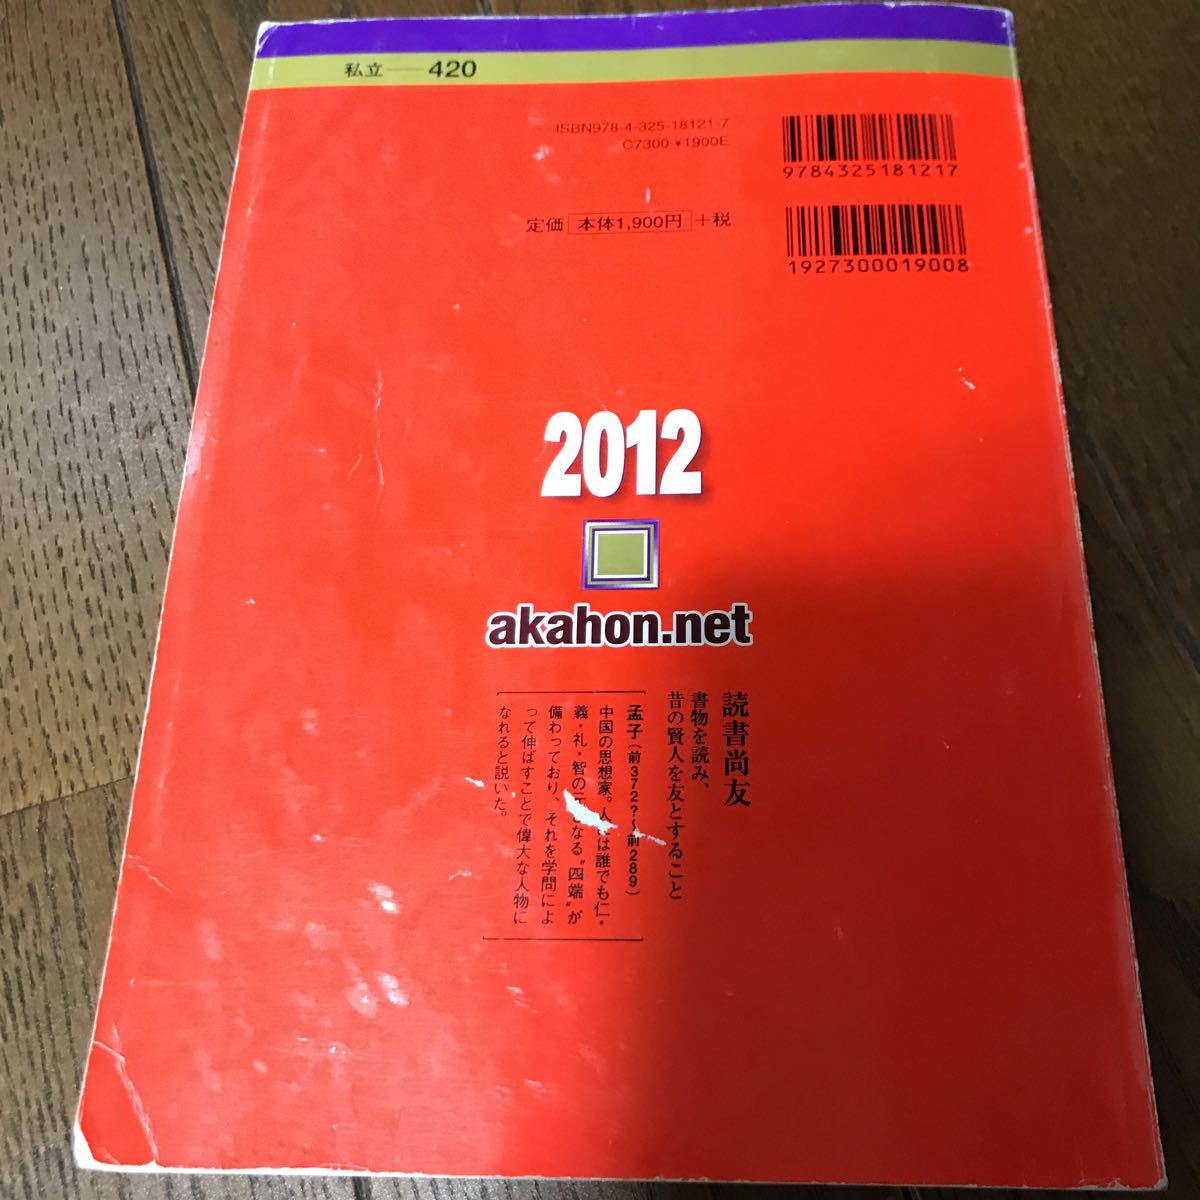 私立——420
ISBN978-4-325-18121-7
C7300 ¥1900E
9784325181217
定価 本体1,900円 +税
1927300019008
2012
akahon.net
読書尚友
書物を読み、
昔の賢人を友とすること
孟子(前372?〜前289)
中国の思想家。人は誰でも仁・
義・礼・智の となる“四端”が
備わっており、それを学問によ
って伸ばすことで偉大な人物に
なれると説いた。